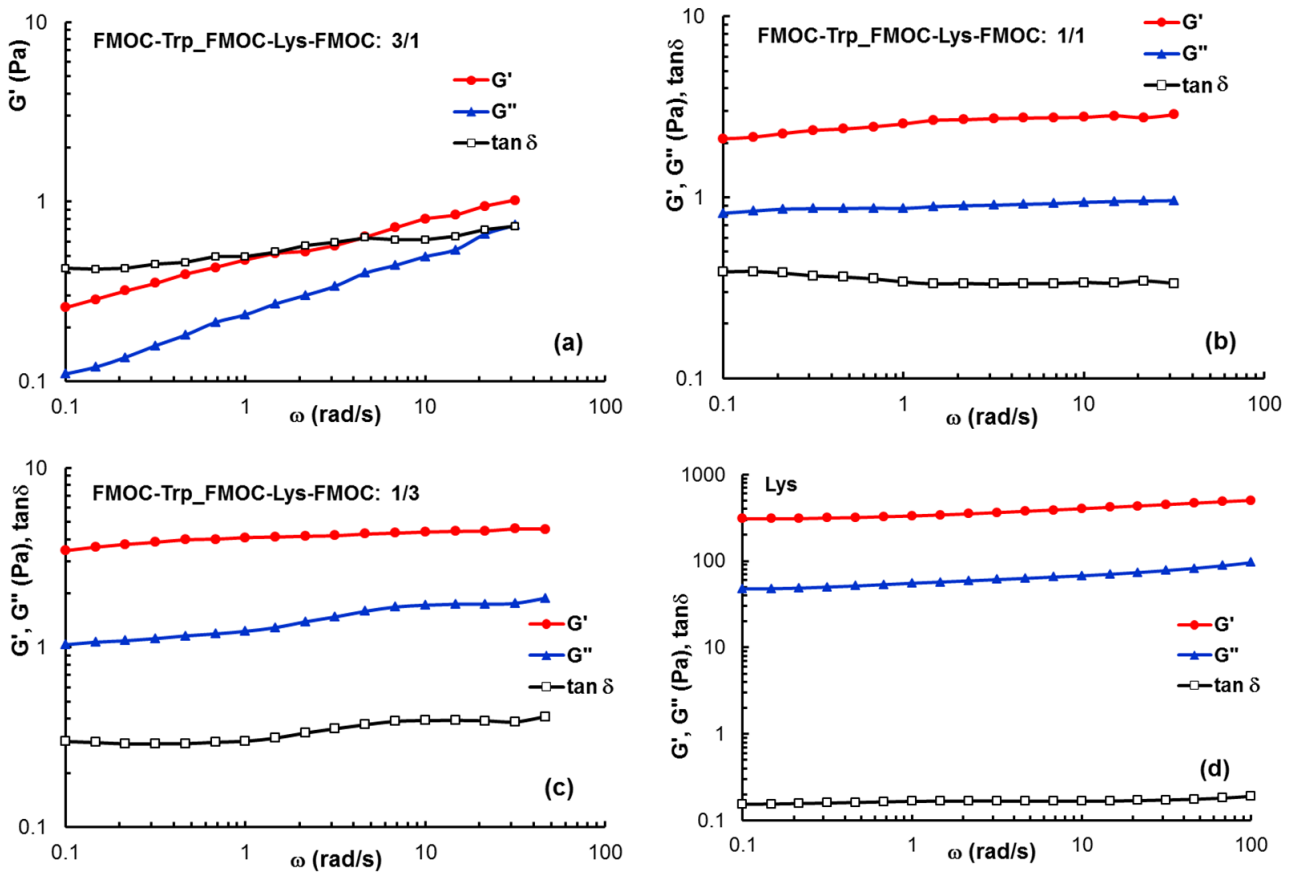 10
FMOC-Trp_FMOC-Lys-FMOC: 3/1
G' (Pa)
G'
G"
tan δ
1
(a)
0.1
0.1 1 10 100
ω (rad/s)
10
FMOC-Trp_FMOC-Lys-FMOC: 1/1
G'
G"
tan δ
G', G" (Pa), tanδ
1
(b)
0.1
0.1 1 10 100
ω (rad/s)
10
FMOC-Trp_FMOC-Lys-FMOC: 1/3
G', G" (Pa), tanδ
1
G'
G"
tan δ
(c)
0.1
0.1 1 10 100
ω (rad/s)
1000
Lys
100
G', G" (Pa), tanδ
10
G'
G"
tan δ
1
(d)
0.1
0.1 1 10 100
ω (rad/s)